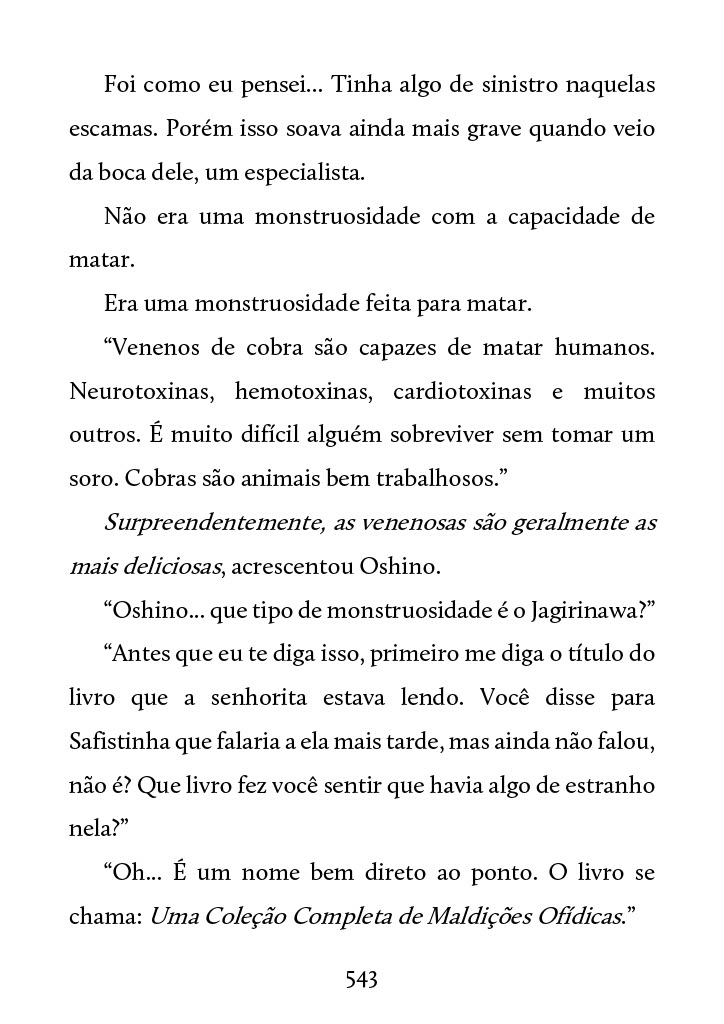 Foi como eu pensei... Tinha algo de sinistro naquelas
escamas. Porém isso soava ainda mais grave quando veio
da boca dele, um especialista.
Não era uma monstruosidade com a capacidade de
matar.
Era uma monstruosidade feita para matar.
“Venenos de cobra são capazes de matar humanos.
Neurotoxinas, hemotoxinas, cardiotoxinas e muitos
outros. É muito difícil alguém sobreviver sem tomar um
soro. Cobras são animais bem trabalhosos.”
Surpreendentemente, as venenosas são geralmente as
mais deliciosas, acrescentou Oshino.
“Oshino... que tipo de monstruosidade é o Jagirinawa?”
“Antes que eu te diga isso, primeiro me diga o título do
livro que a senhorita estava lendo. Você disse para
Safistinha que falaria a ela mais tarde, mas ainda não falou,
não é? Que livro fez você sentir que havia algo de estranho
nela?”
“Oh... É um nome bem direto ao ponto. O livro se
chama: Uma Coleção Completa de Maldições Ofídicas.”
543